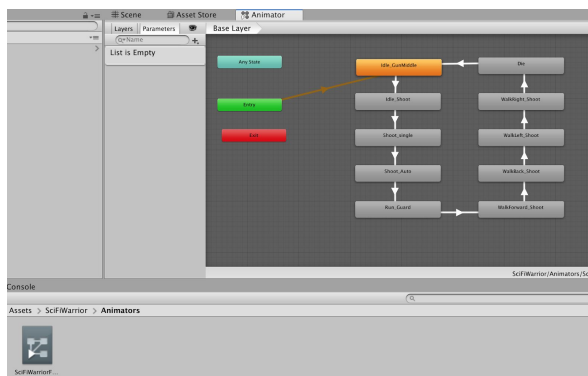 Scene
Asset Store
Animator
Layers
Parameters
Base Layer
Name
List is Empty
Any State
Entry
Exit
Idle_GunMiddle
Idle_Shoot
Shoot_single
Shoot_Auto
Run_Guard
Die
WalkRight_Shoot
WalkLeft_Shoot
WalkBack_Shoot
WalkForward_Shoot
SciFiWarrior/Animators/Sc
Console
Assets > SciFiWarrior > Animators
SciFiWarriorF...